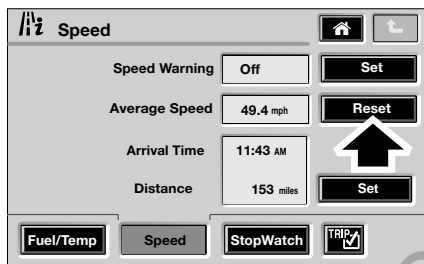 i Speed
Speed Warning Off Set
Average Speed 49.4 mph Reset
Arrival Time 11:43 AM
Distance 153 miles Set
Fuel/Temp Speed StopWatch TRIP